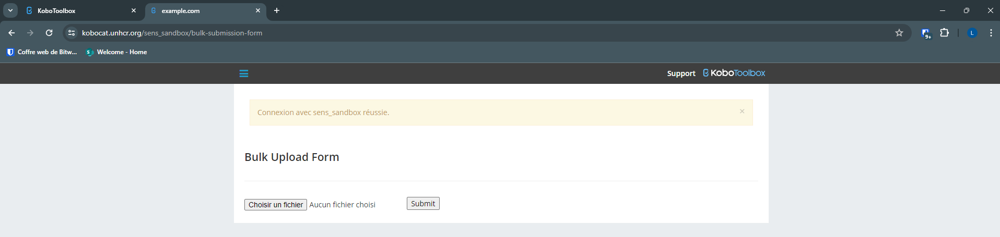 KoboToolbox
example.com
kobocat.unhcr.org/sens_sandbox/bulk-submission-form
9+
L
Coffre web de Bitw...
S
Welcome - Home
Support
KoboToolbox
Connexion avec sens_sandbox réussie.
Bulk Upload Form
Choisir un fichier Aucun fichier choisi
Submit